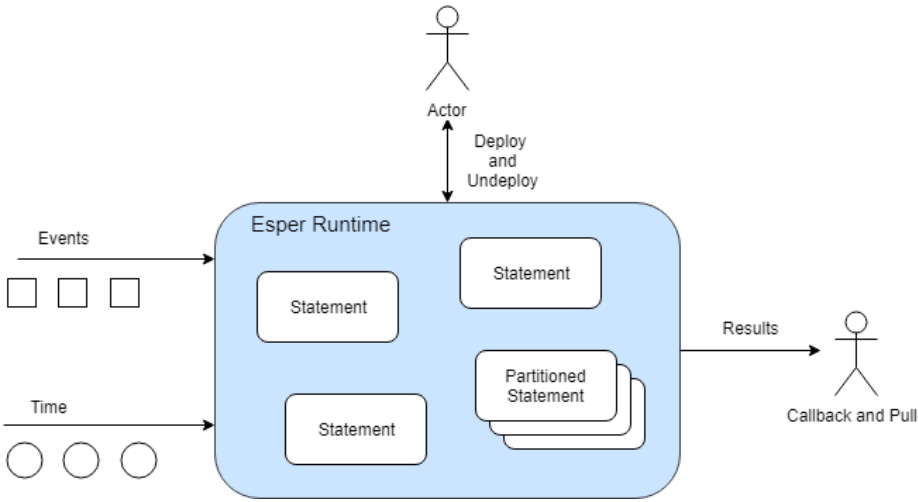 Actor
Deploy
and
Undeploy
Esper Runtime
Events
Statement
Statement
Results
Partitioned
Statement
Time
Statement
Callback and Pull